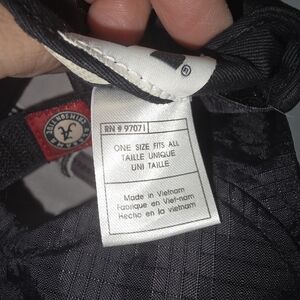 RN # 97071
ONE SIZE FITS ALL
TAILLE UNIQUE
UNI TAILLE
Made in Vietnam
Fabrique en Viet-nam
Hecho en la vietnam
®